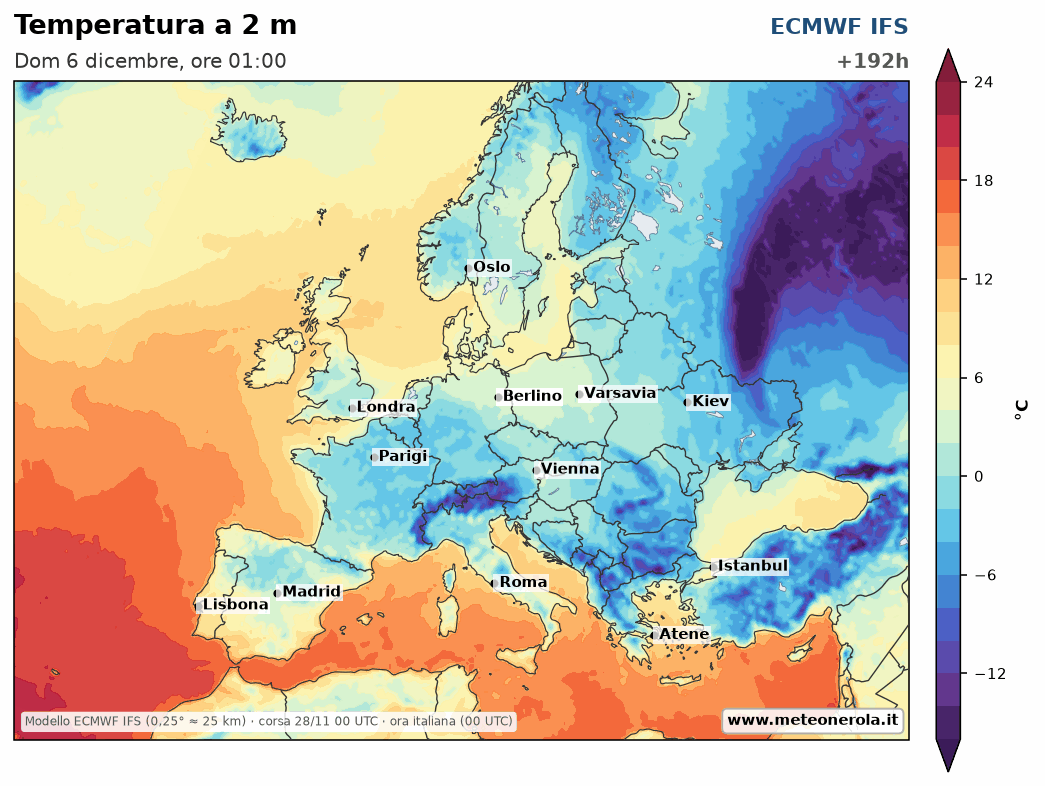 Temperatura a 2 m
ECMWF IFS
Dom 6 dicembre, ore 01:00
+192h
24
18
12
6
0
−6
−12
°C
Oslo
Berlino
Varsavia
Kiev
Londra
Parigi
Vienna
Istanbul
Roma
Madrid
Lisbona
Atene
Modello ECMWF IFS (0,25° ≈ 25 km) · corsa 28/11 00 UTC · ora italiana (00 UTC)
www.meteonerola.it